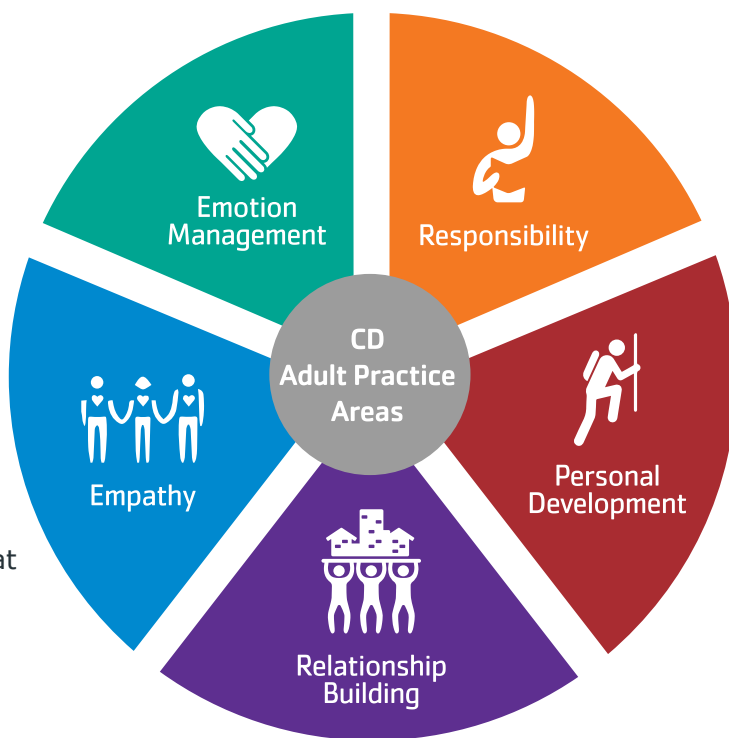 Emotion
Management
Responsibility
CD
Adult Practice
Areas
Empathy
Personal
Development
Relationship
Building